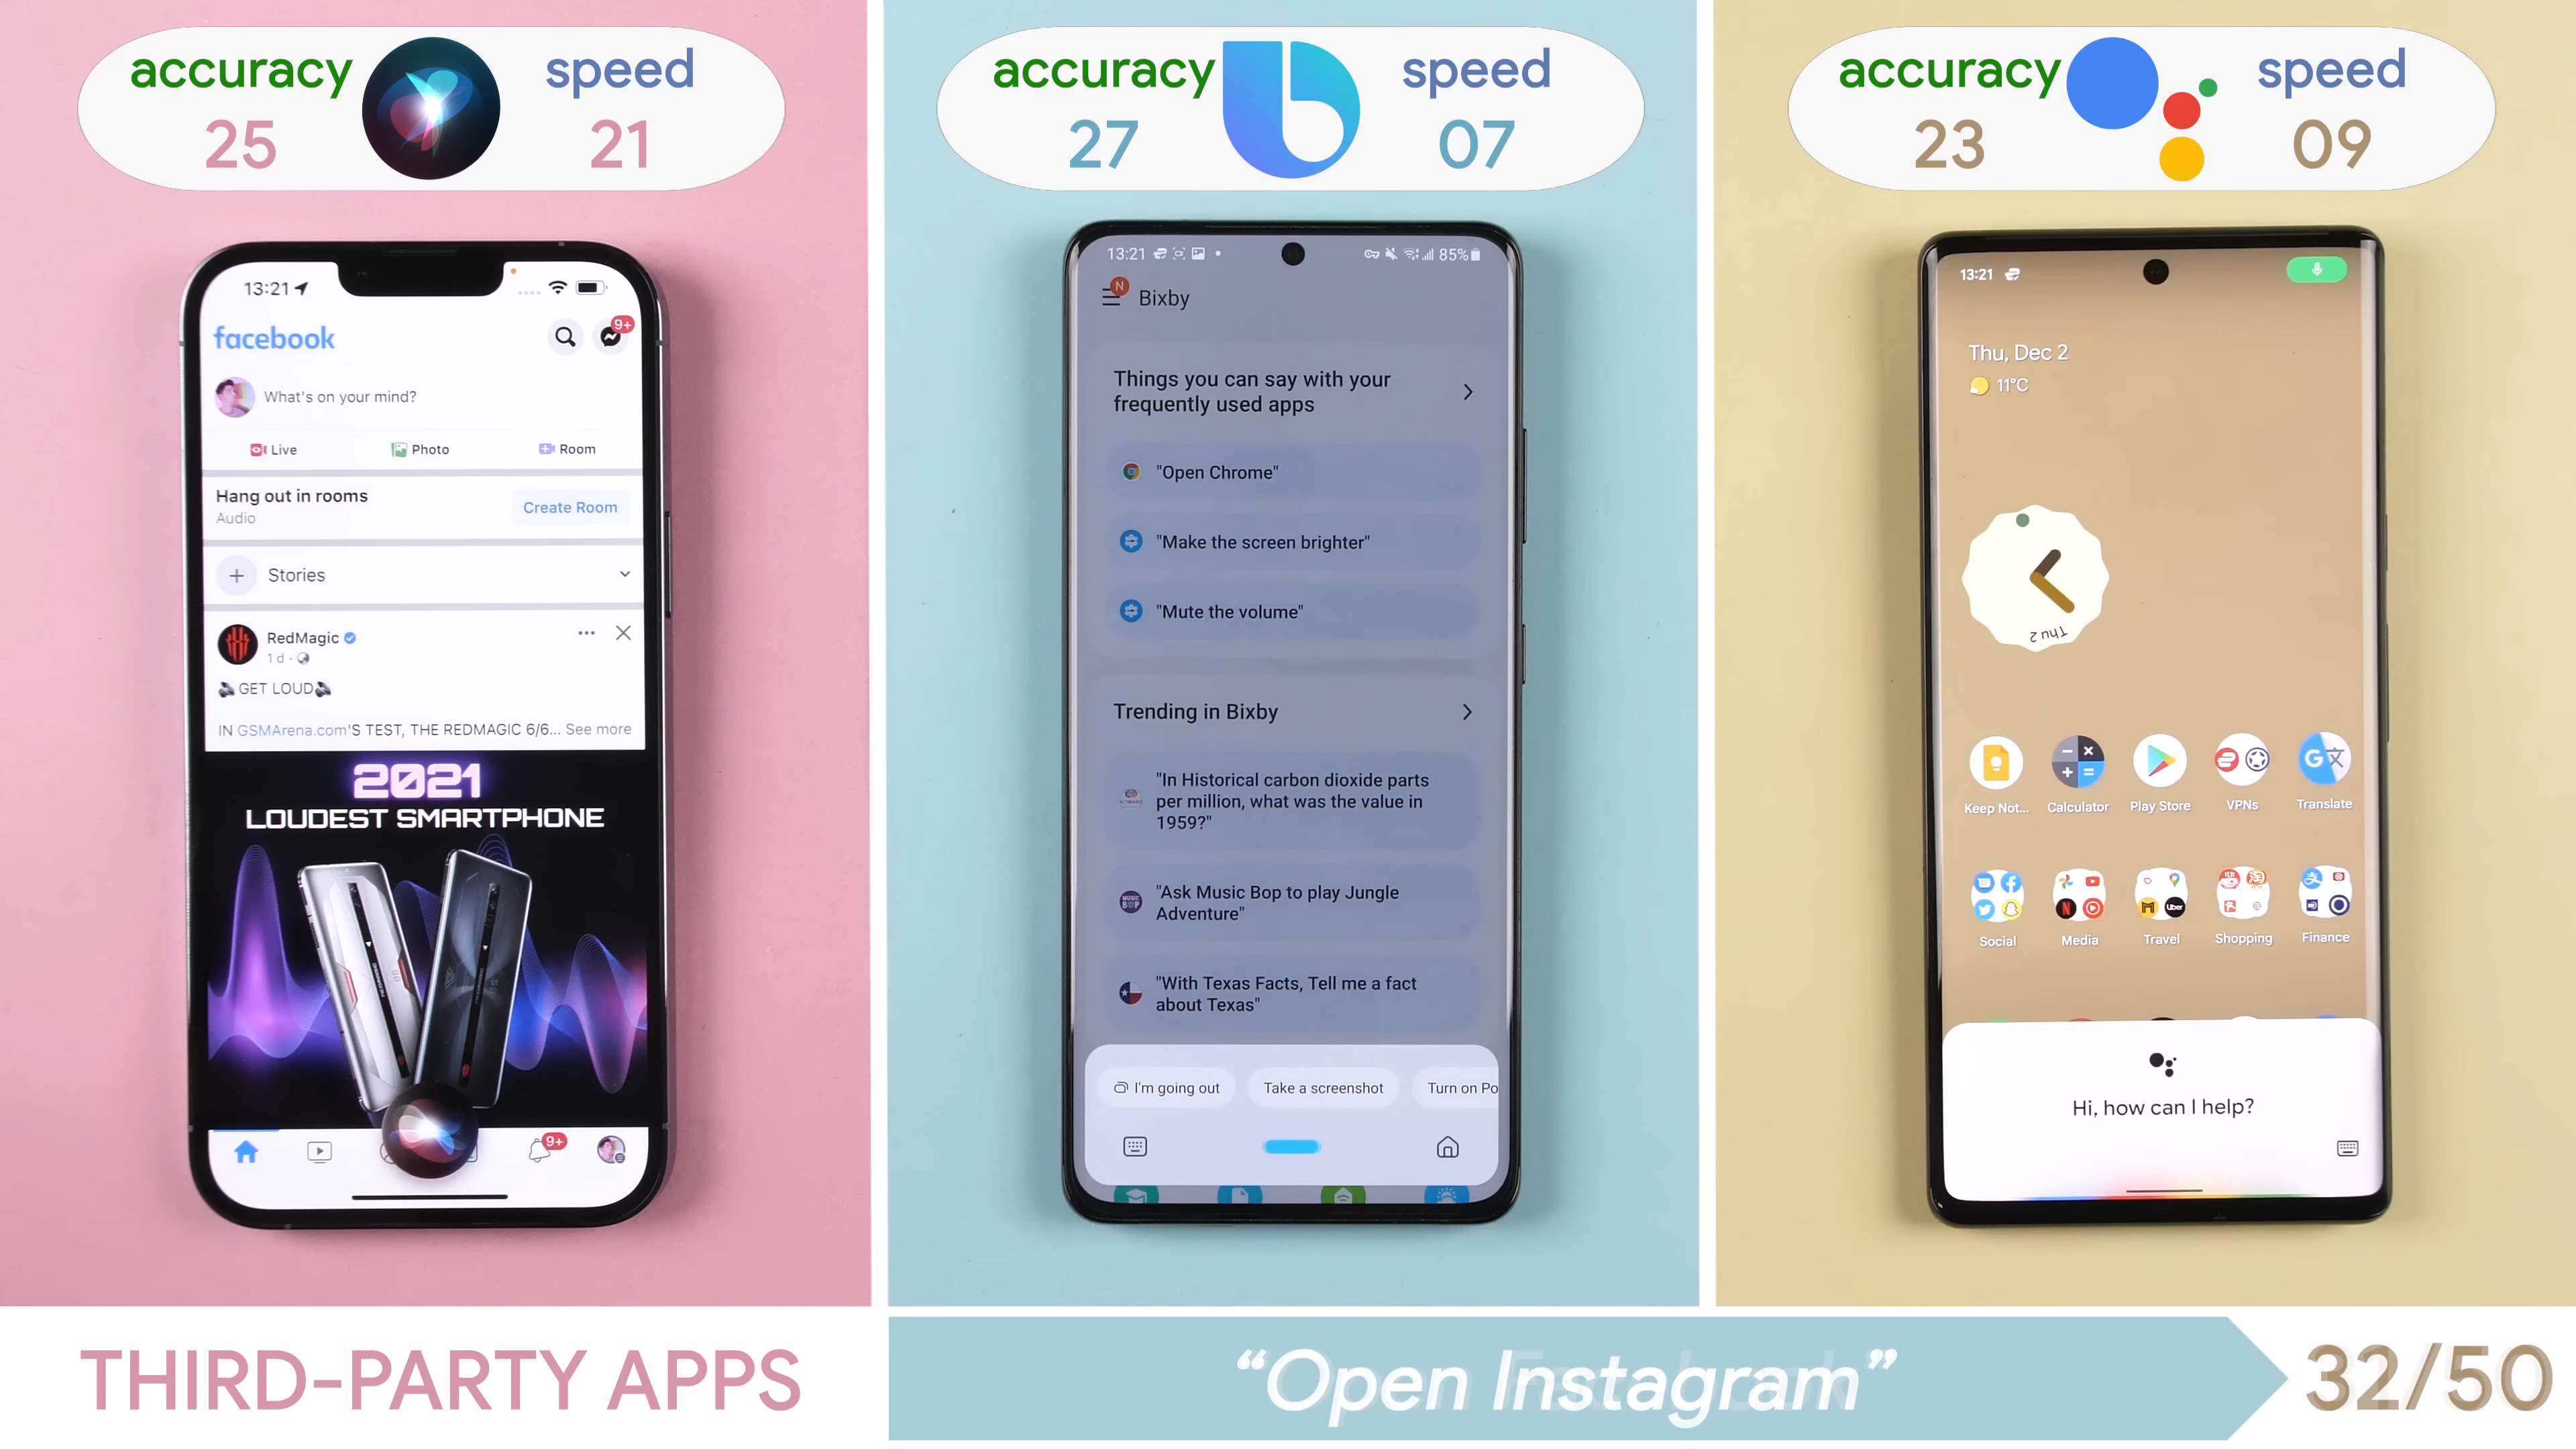 accuracy
25
speed
21
accuracy
27
speed
07
accuracy
23
speed
09
13:21
facebook
9+
What's on your mind?
Live
Photo
Room
Hang out in rooms
Audio
Create Room
Stories
RedMagic
1 d ·
GET LOUD
IN GSMArena.com'S TEST, THE REDMAGIC 6/6... See more
2021
LOUDEST SMARTPHONE
9+
13:21
85%
N
Bixby
Things you can say with your
frequently used apps
"Open Chrome"
"Make the screen brighter"
"Mute the volume"
Trending in Bixby
"In Historical carbon dioxide parts
per million, what was the value in
1959?"
MUSIC
BOP
"Ask Music Bop to play Jungle
Adventure"
"With Texas Facts, Tell me a fact
about Texas"
I'm going out
Take a screenshot
Turn on Po
13:21
Thu, Dec 2
11°C
Thu 2
Keep Not...
Calculator
Play Store
VPNs
Translate
Uber
Social
Media
Travel
Shopping
Finance
Hi, how can I help?
THIRD-PARTY APPS
“Open Instagram”
32/50